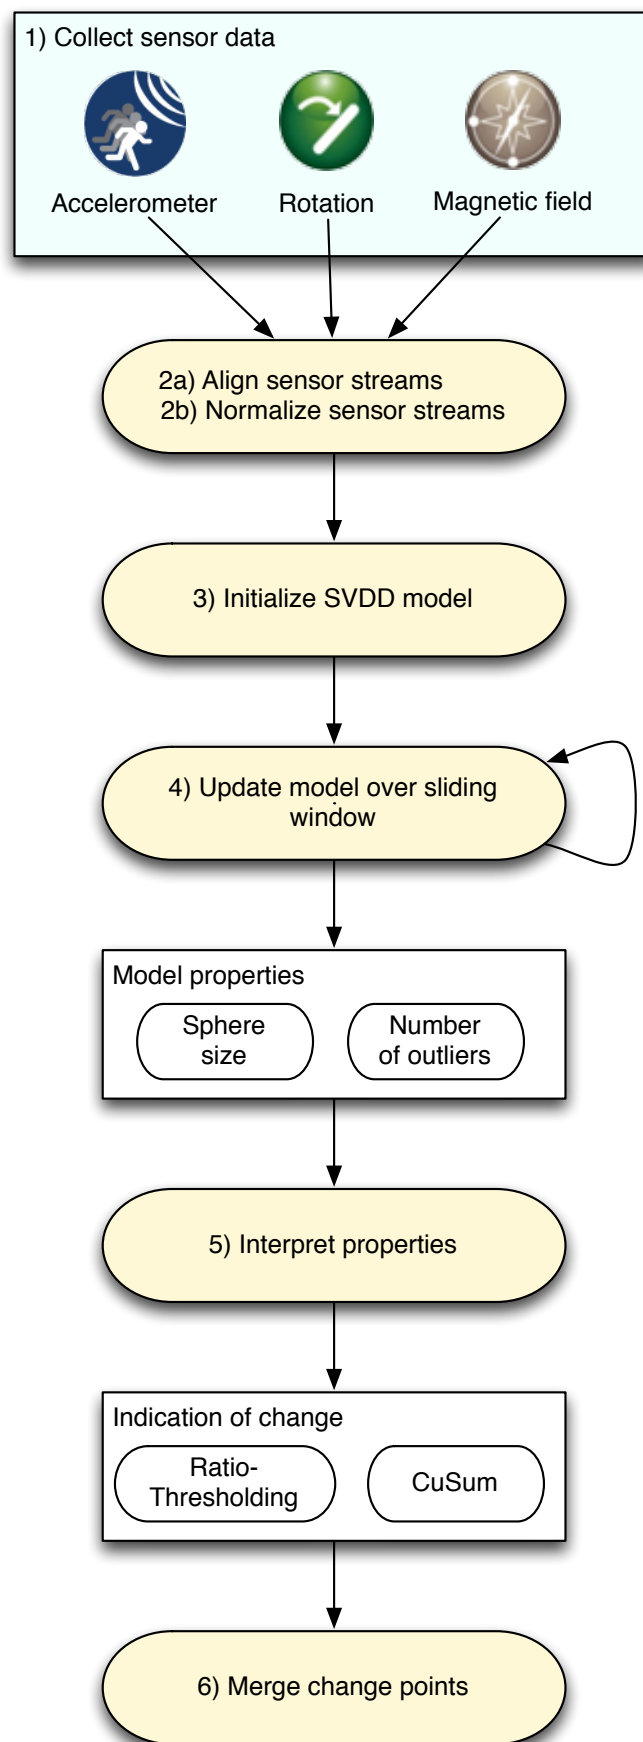 1) Collect sensor data
Accelerometer
Rotation
Magnetic field
2a) Align sensor streams
2b) Normalize sensor streams
3) Initialize SVDD model
4) Update model over sliding
window
Model properties
Sphere
size
Number
of outliers
5) Interpret properties
Indication of change
Ratio-
Thresholding
CuSum
6) Merge change points